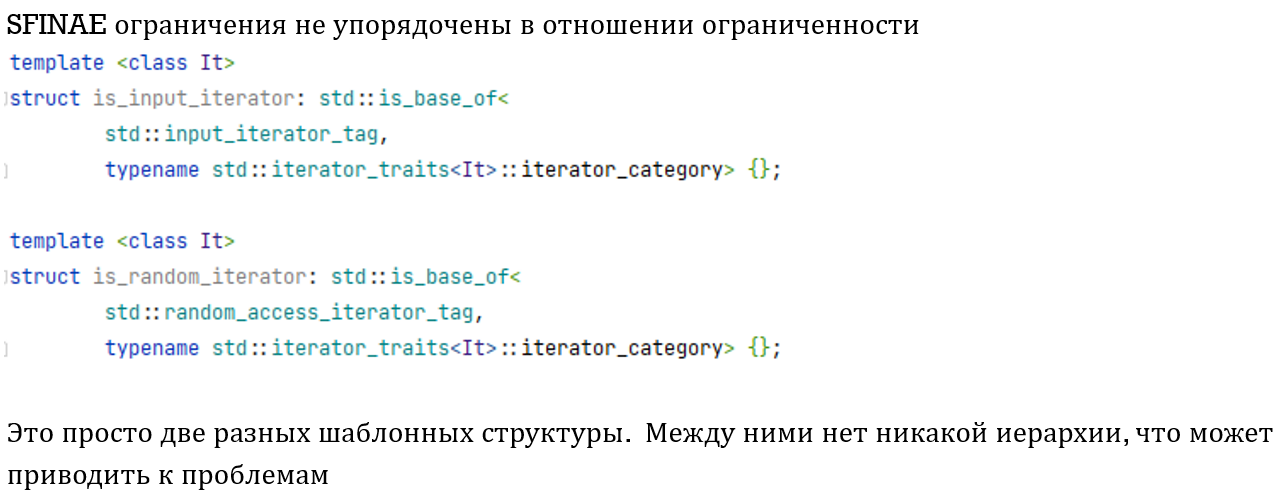 SFINAE ограничения не упорядочены в отношении ограниченности
template <class It>
struct is_input_iterator: std::is_base_of<
std::input_iterator_tag,
typename std::iterator_traits<It>::iterator_category> {};
template <class It>
struct is_random_iterator: std::is_base_of<
std::random_access_iterator_tag,
typename std::iterator_traits<It>::iterator_category> {};
Это просто две разных шаблонных структуры. Между ними нет никакой иерархии, что может
приводить к проблемам